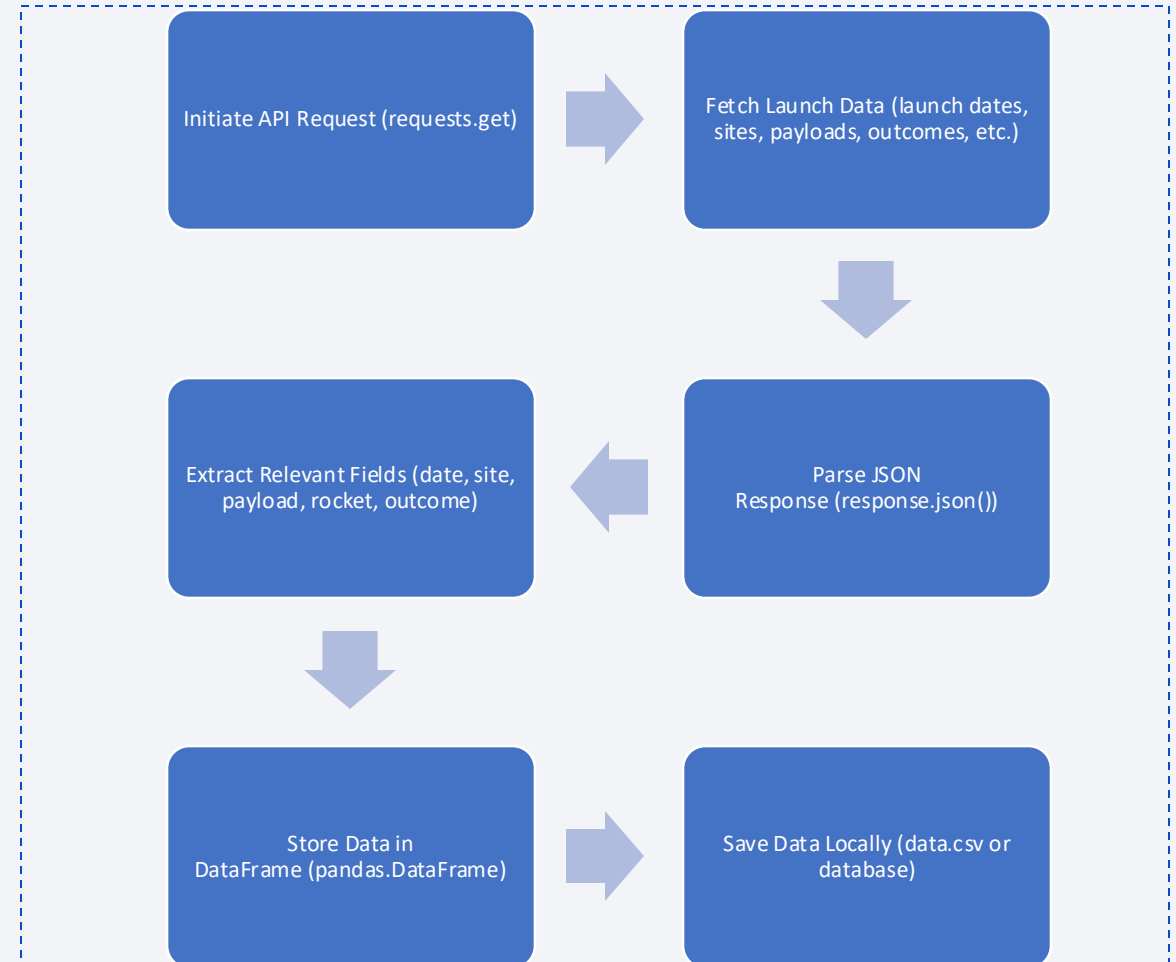 Initiate API Request (requests.get)
Fetch Launch Data (launch dates,
sites, payloads, outcomes, etc.)
Parse JSON
Response (response.json())
Extract Relevant Fields (date, site,
payload, rocket, outcome)
Store Data in
DataFrame (pandas.DataFrame)
Save Data Locally (data.csv or
database)